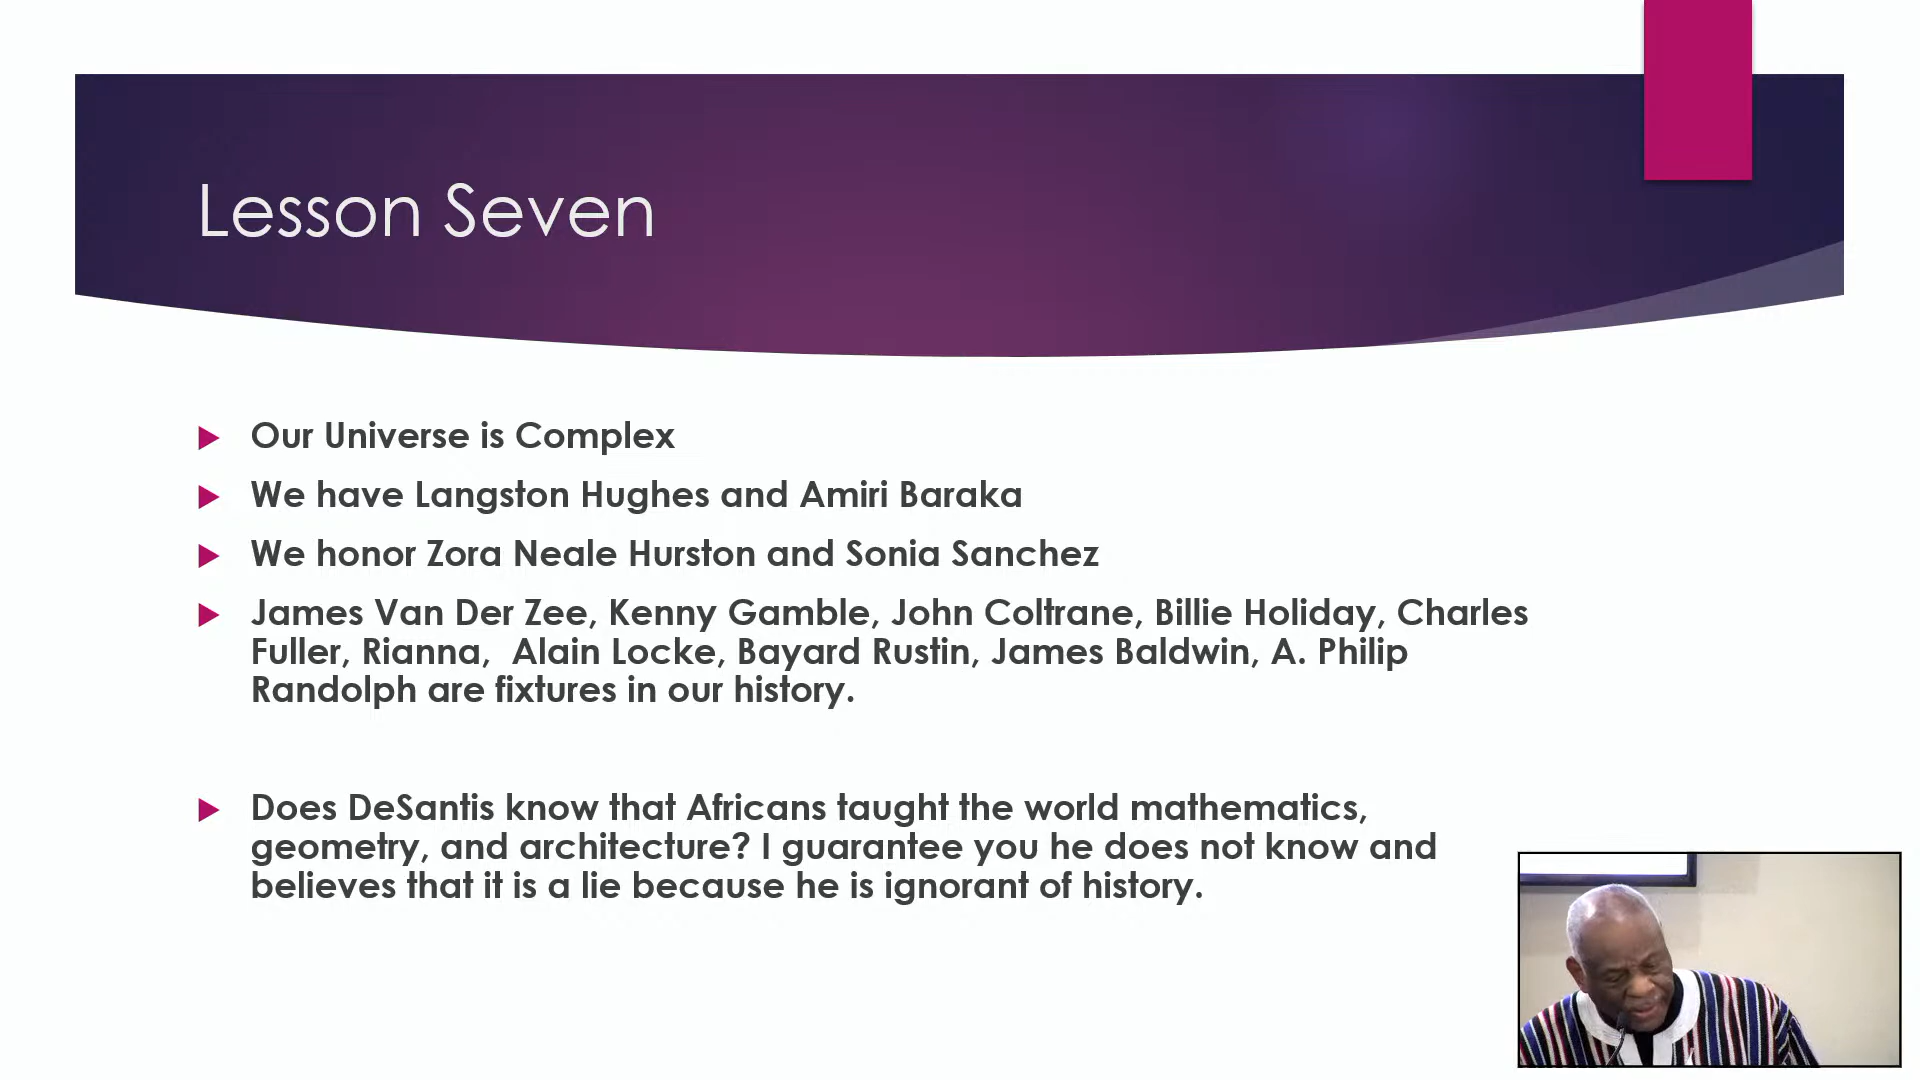 Lesson Seven
Our Universe is Complex
We have Langston Hughes and Amiri Baraka
We honor Zora Neale Hurston and Sonia Sanchez
James Van Der Zee, Kenny Gamble, John Coltrane, Billie Holiday, Charles
Fuller, Rianna,  Alain Locke, Bayard Rustin, James Baldwin, A. Philip
Randolph are fixtures in our history.
Does DeSantis know that Africans taught the world mathematics,
geometry, and architecture? I guarantee you he does not know and
believes that it is a lie because he is ignorant of history.